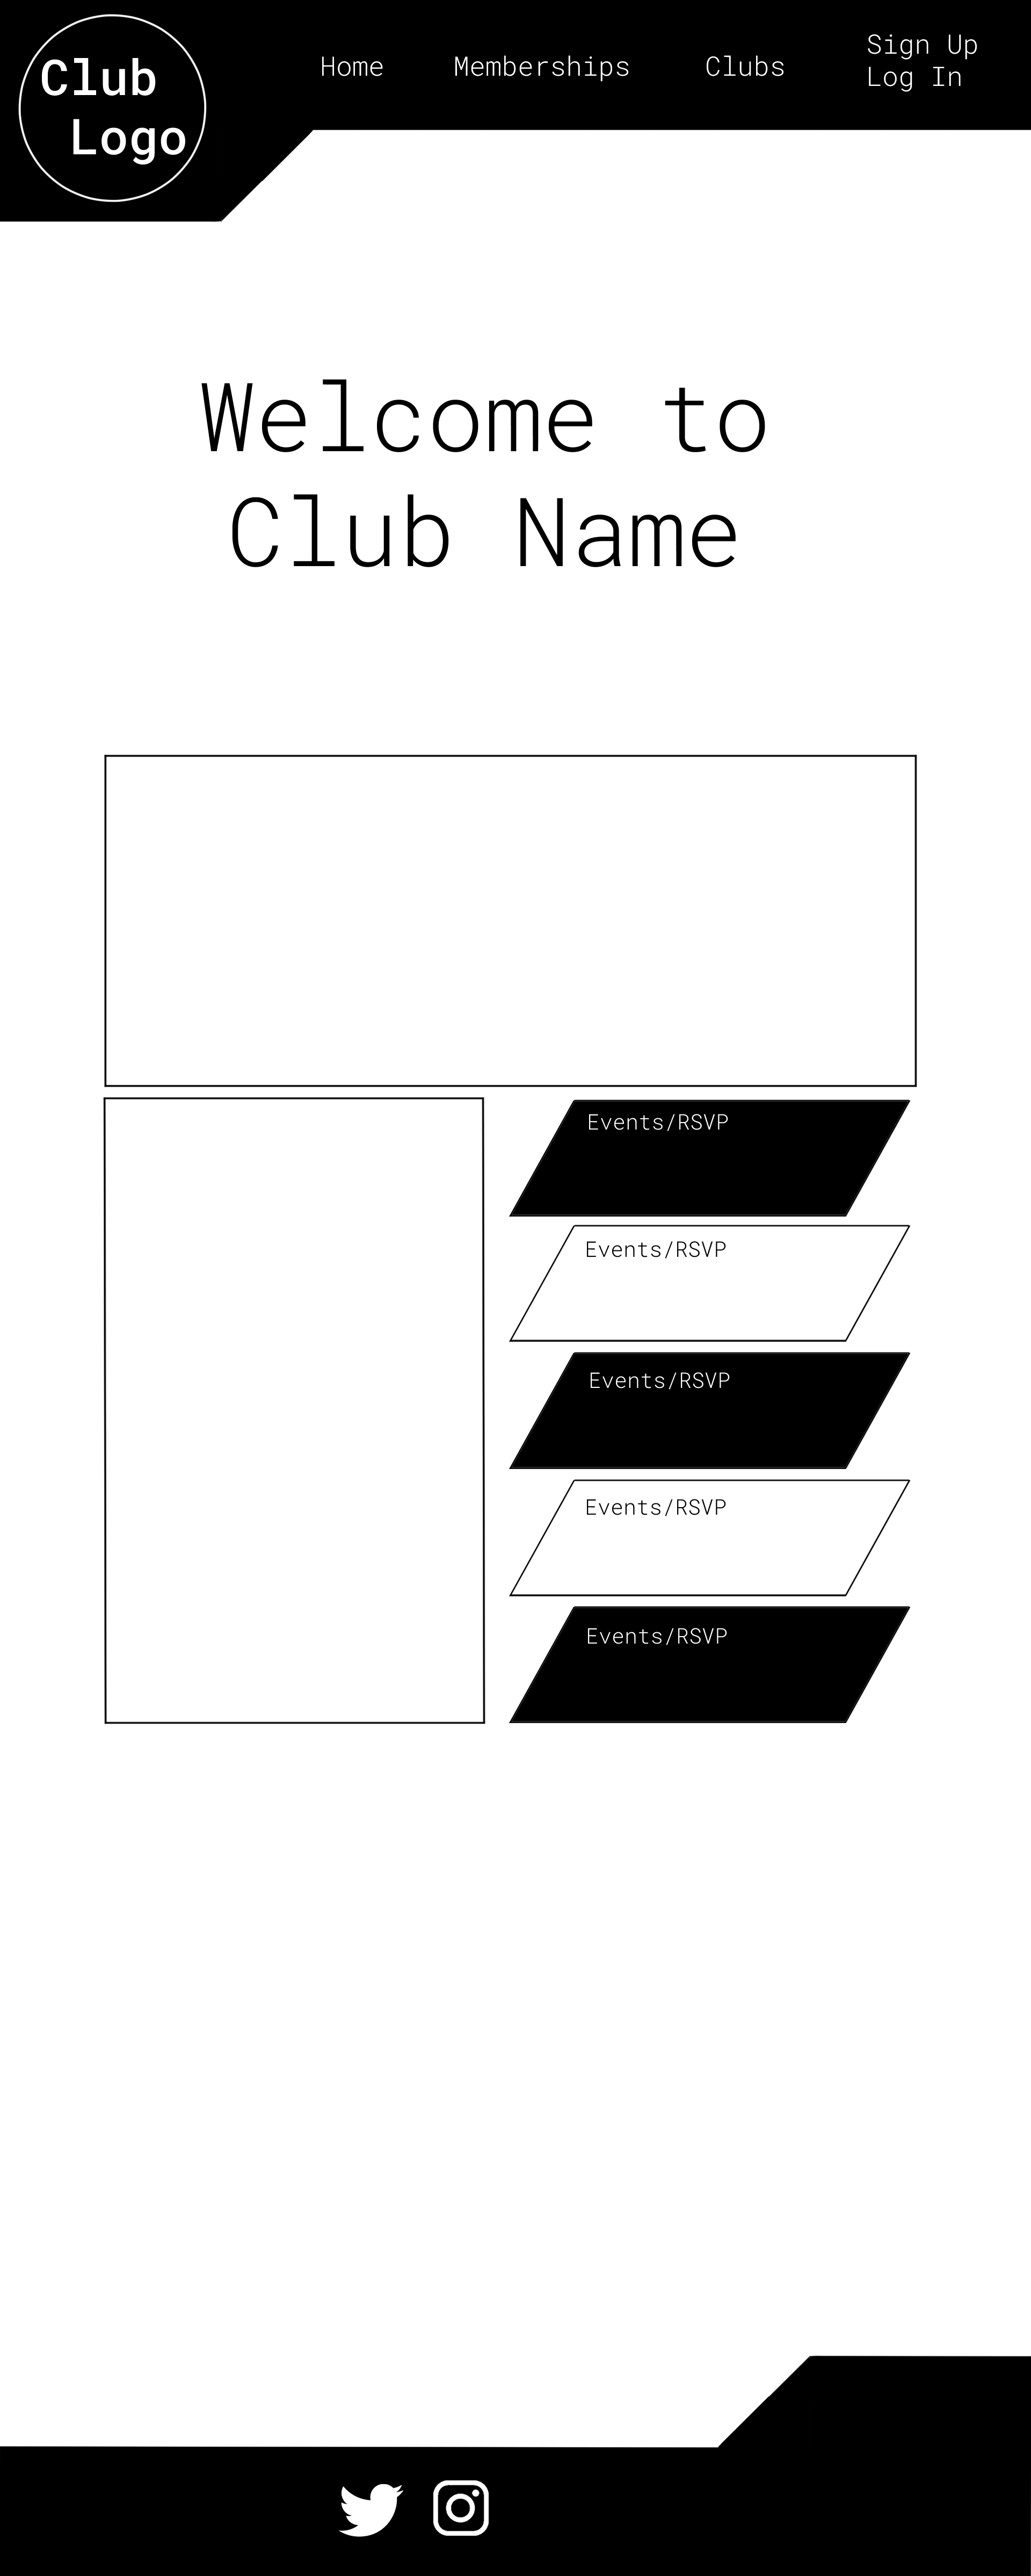 Club
Logo
Home
Memberships
Clubs
Sign Up
Log In
Welcome to
Club Name
Events/RSVP
Events/RSVP
Events/RSVP
Events/RSVP
Events/RSVP